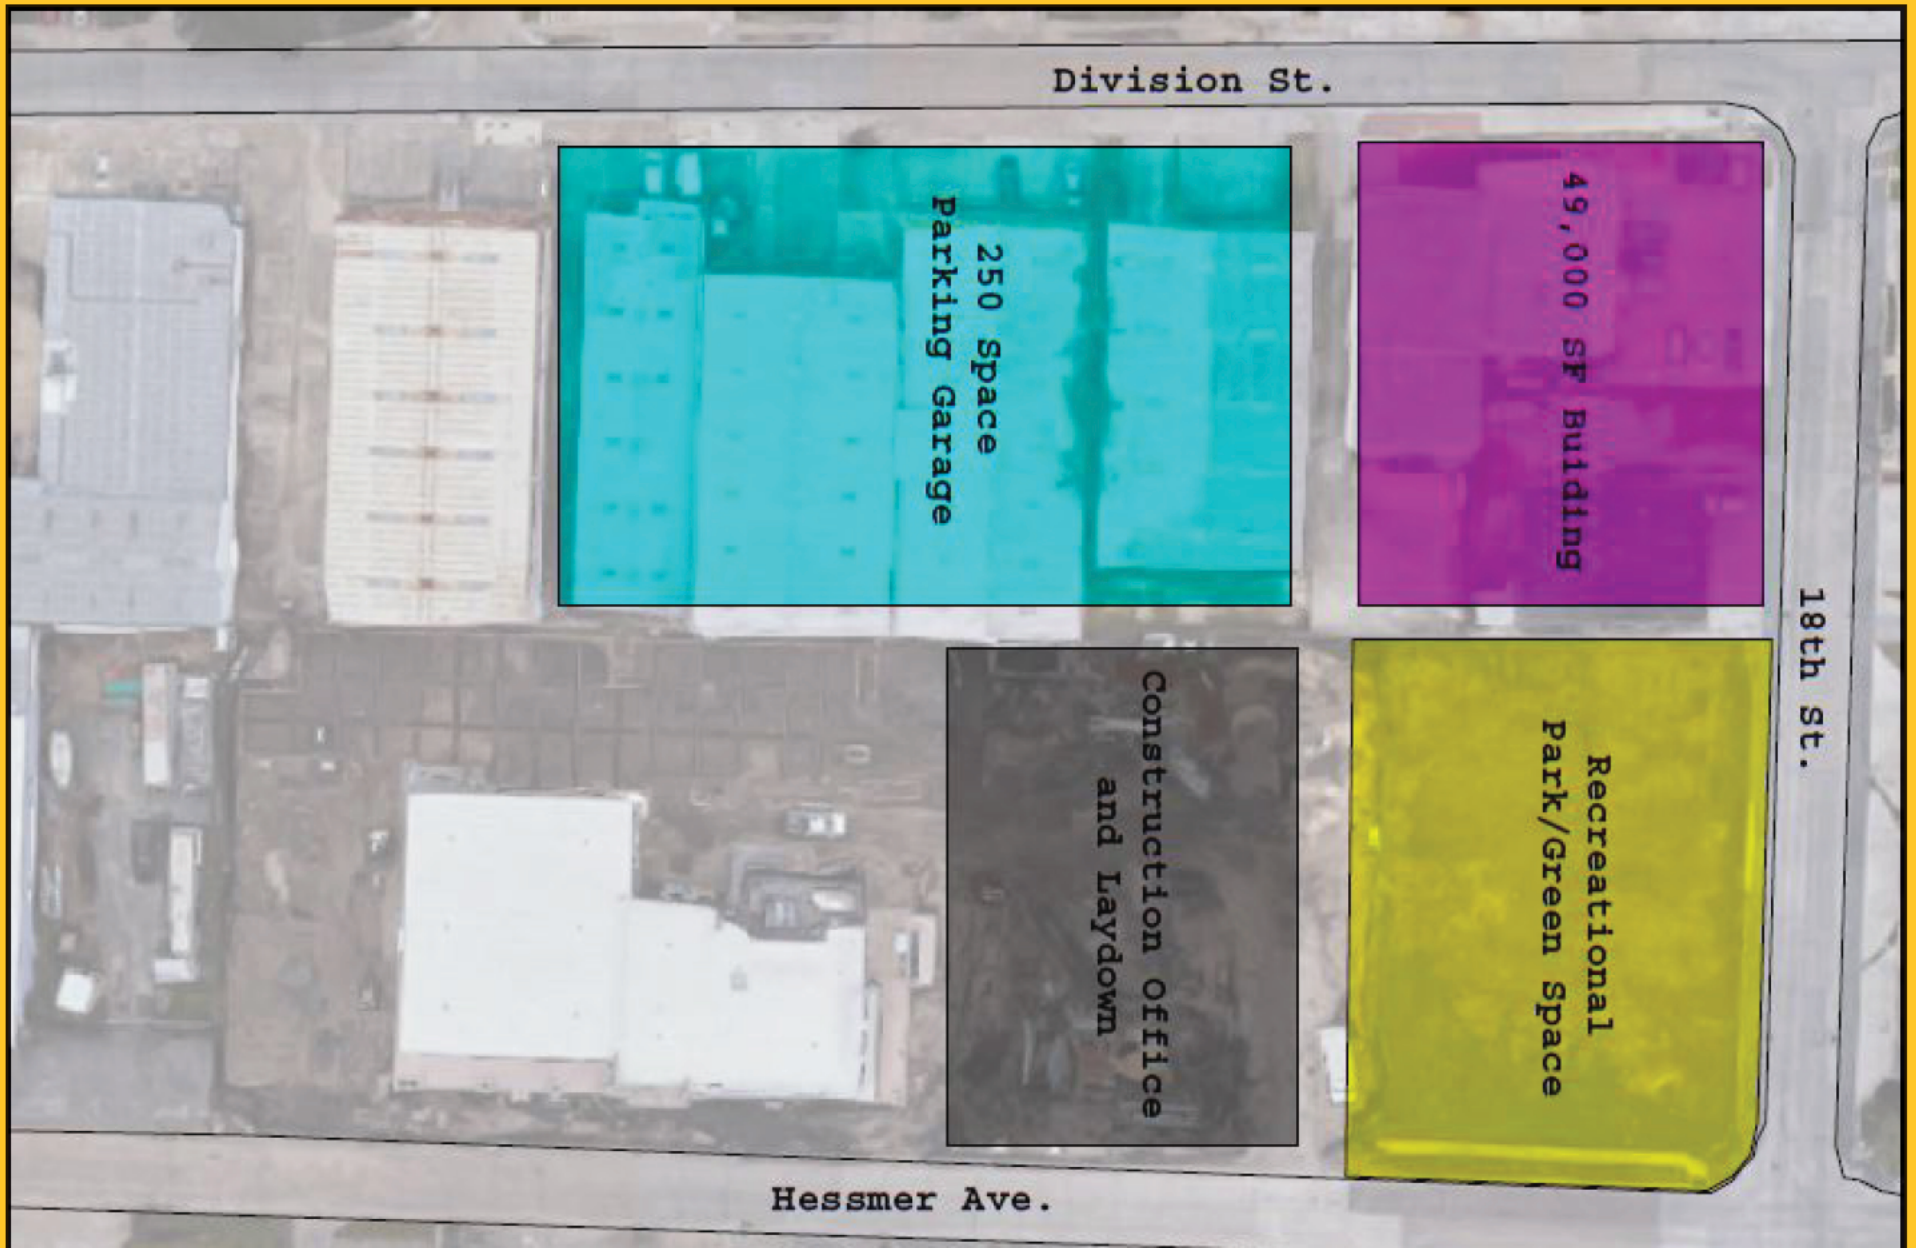 Division St.
250 Space
Parking Garage
49,000 SF Building
18th St.
Construction Office
and Laydown
Recreational
Park/Green Space
Hessmer Ave.